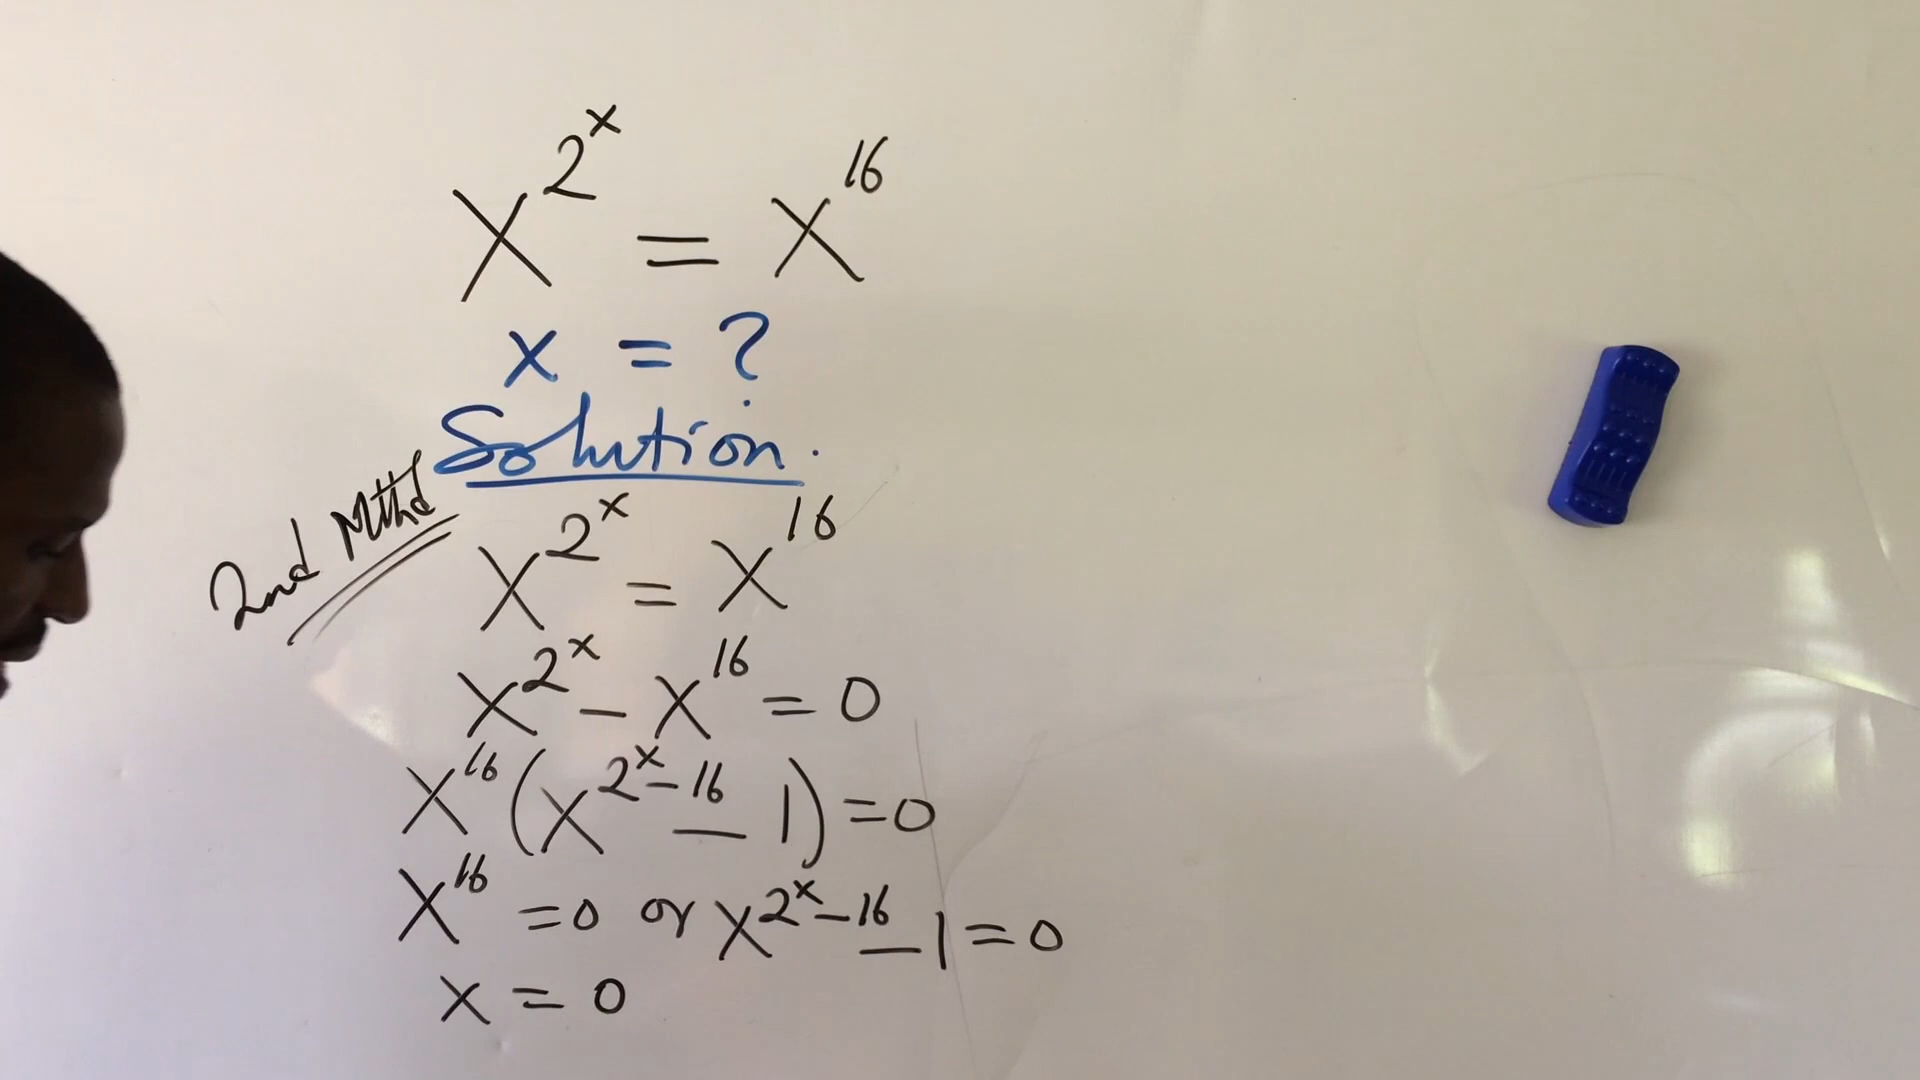 X^2^x = X^16
x = ?
Solution.
2nd Mthd
X^2^x = X^16
X^2^x - X^16 = 0
X^16(X^2^x-16 - 1) = 0
X^16 = 0 or X^2^x-16 - 1 = 0
x = 0